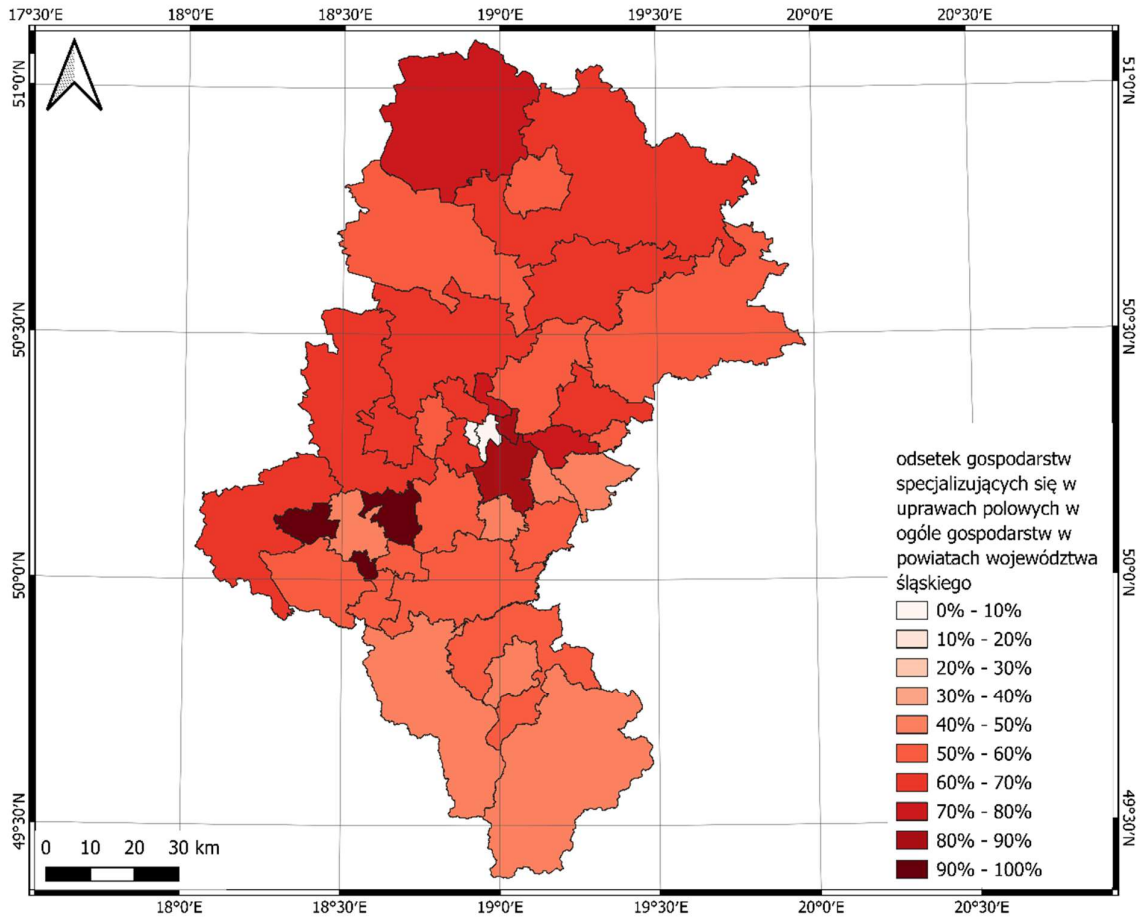 17°30'E 18°0'E 18°30'E 19°0'E 19°30'E 20°0'E 20°30'E
51°0'N 51°0'N
50°30'N 50°30'N
50°0'N 50°0'N
49°30'N 49°30'N
odsetek gospodarstw
specjalizujących się w
uprawach polowych w
ogóle gospodarstw w
powiatach województwa
śląskiego
0% - 10%
10% - 20%
20% - 30%
30% - 40%
40% - 50%
50% - 60%
60% - 70%
70% - 80%
80% - 90%
90% - 100%
0 10 20 30 km
18°0'E 18°30'E 19°0'E 19°30'E 20°0'E 20°30'E